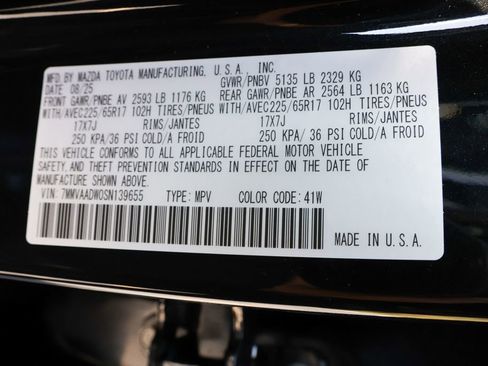 MFD. BY MAZDA TOYOTA MANUFACTURING, U.S.A., INC.
DATE 08/25 GVWR/PNBV 5135 LB 2329 KG
FRONT GAWR/PNBE AV 2593 LB 1176 KG REAR GAWR/PNBE AR 2564 LB 1163 KG
WITH/AVEC225/65R17 102H TIRES/PNEUS WITH/AVEC225/65R17 102H TIRES/PNEUS
17X7J RIMS/JANTES 17X7J RIMS/JANTES
250 KPA/36 PSI COLD/A FROID 250 KPA/ 36 PSI COLD/A FROID
THIS VEHICLE CONFORMS TO ALL APPLICABLE FEDERAL MOTOR VEHICLE
SAFETY, AND THEFT PREVENTION STANDARDS IN EFFECT ON THE DATE
OF MANUFACTURE SHOWN ABOVE.
VIN: 7MMVAADW0SN139655 TYPE: MPV COLOR CODE: 41W
MADE IN U.S.A.